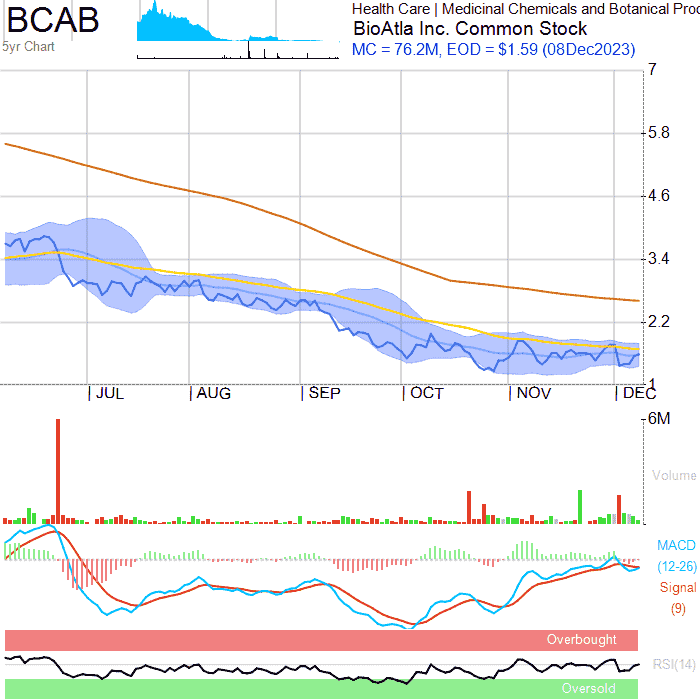 BCAB
5yr Chart
Health Care | Medicinal Chemicals and Botanical Proc
BioAtla Inc. Common Stock
MC = 76.2M, EOD = $1.59 (08Dec2023)
7
5.8
4.6
3.4
2.2
1
JUL
AUG
SEP
OCT
NOV
DEC
6M
Volume
MACD
(12-26)
Signal
(9)
Overbought
RSI(14)
Oversold